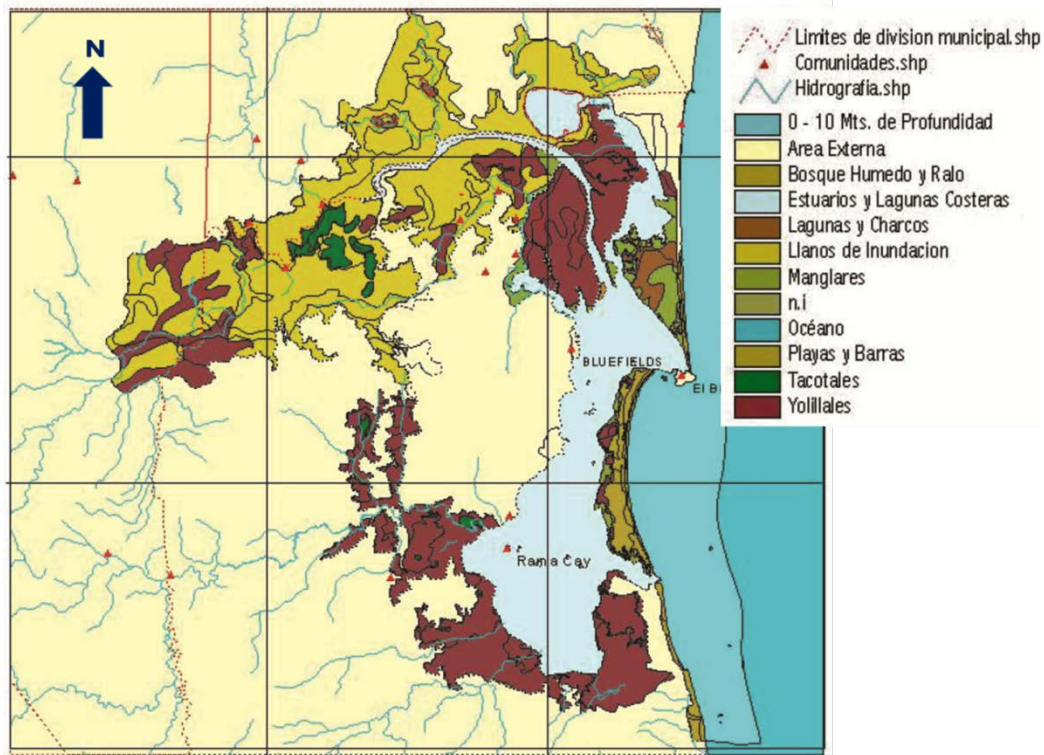 N
Limites de division municipal.shp
Comunidades.shp
Hidrografia.shp
0 - 10 Mts. de Profundidad
Area Externa
Bosque Humedo y Ralo
Estuarios y Lagunas Costeras
Lagunas y Charcos
Llanos de Inundacion
Manglares
n.i
Océano
Playas y Barras
Tacotales
Yolillales
BLUEFIELDS
El B
Rama Cay